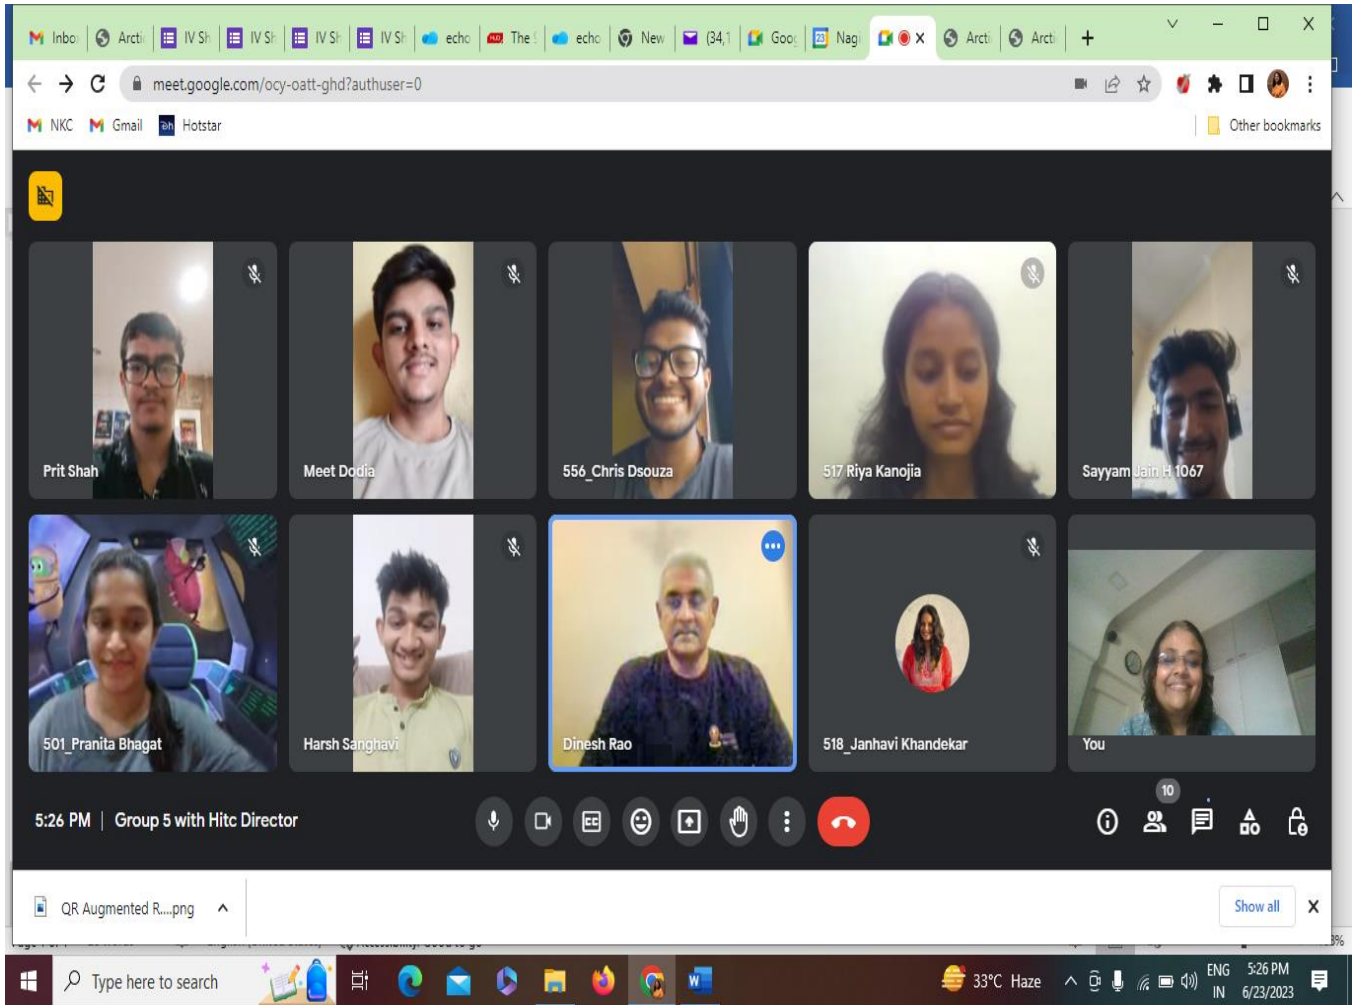 Inbo
Arcti
IV Sh
IV Sh
IV Sh
IV Sh
echo
The
echo
New
(34,1
Goog
23
Nagi
Arcti
Arcti
meet.google.com/ocy-oatt-ghd?authuser=0
NKC
Gmail
Hotstar
Other bookmarks
Prit Shah
Meet Dodia
556_Chris Dsouza
517 Riya Kanojia
Sayyam Jain H 1067
501_Pranita Bhagat
Harsh Sanghavi
Dinesh Rao
518_Janhavi Khandekar
You
5:26 PM | Group 5 with Hitc Director
CC
10
QR Augmented R....png
Show all
Type here to search
33°C Haze
ENG
IN
5:26 PM
6/23/2023